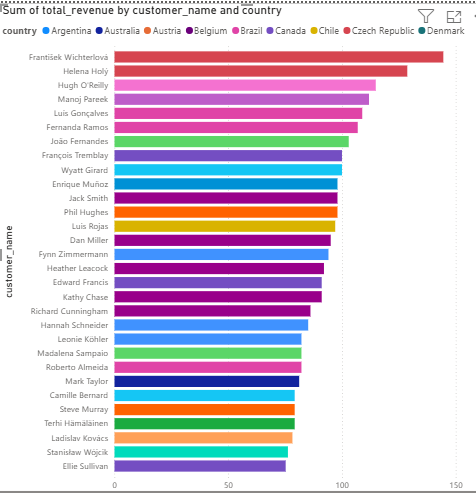 Sum of total_revenue by customer_name and country
country Argentina Australia Austria Belgium Brazil Canada Chile Czech Republic Denmark
František Wichterlová
Helena Holý
Hugh O'Reilly
Manoj Pareek
Luís Gonçalves
Fernanda Ramos
João Fernandes
François Tremblay
Wyatt Girard
Enrique Muñoz
Jack Smith
Phil Hughes
Luis Rojas
Dan Miller
Fynn Zimmermann
Heather Leacock
Edward Francis
Kathy Chase
Richard Cunningham
Hannah Schneider
Leonie Köhler
Madalena Sampaio
Roberto Almeida
Mark Taylor
Camille Bernard
Steve Murray
Terhi Hämäläinen
Ladislav Kovács
Stanisław Wójcik
Ellie Sullivan
customer_name
0 50 100 150